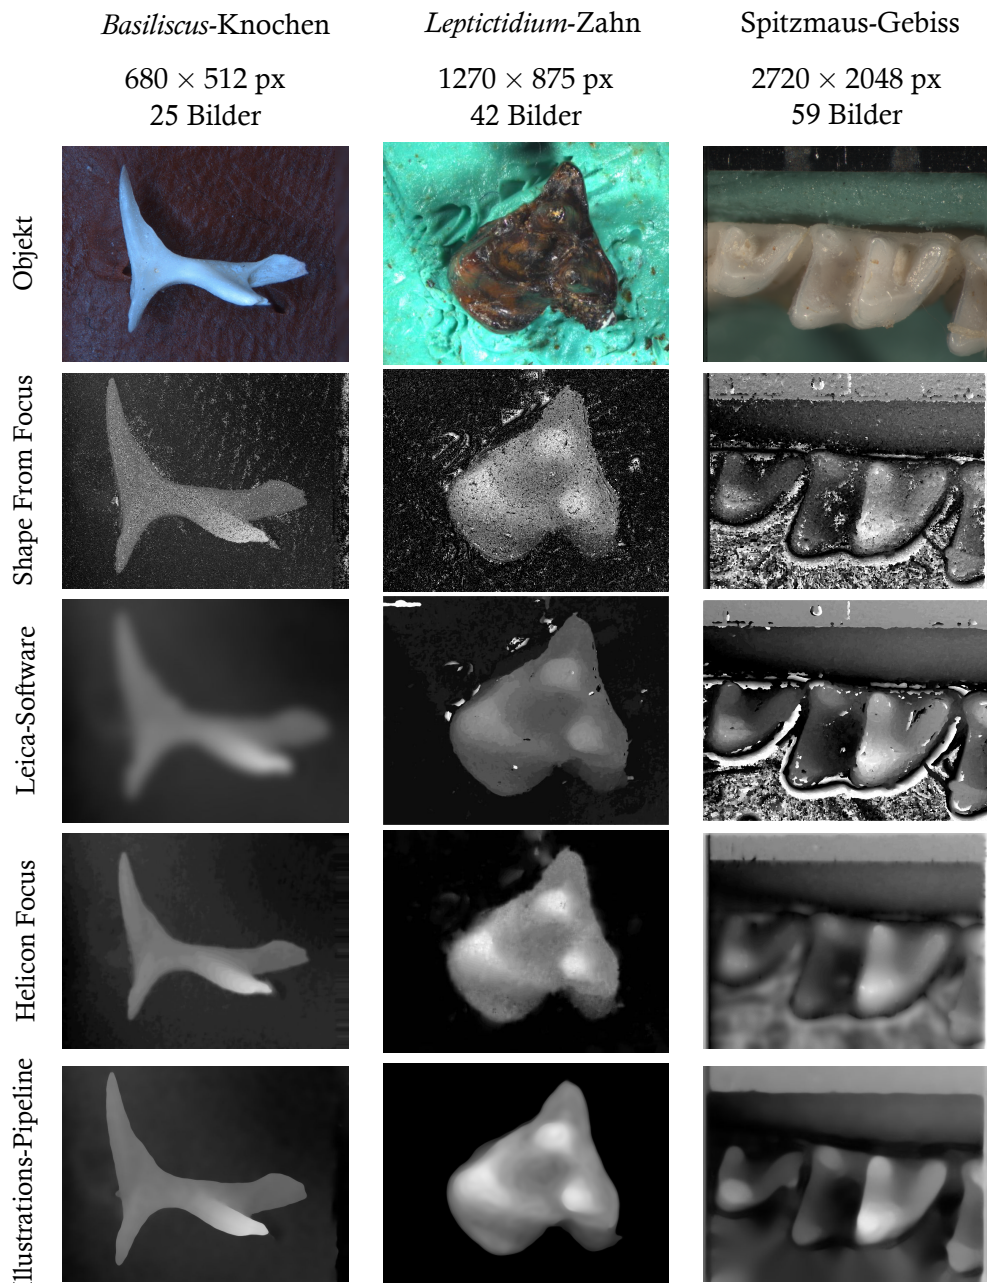 Basiliscus-Knochen
680 × 512 px
25 Bilder
Leptictidium-Zahn
1270 × 875 px
42 Bilder
Spitzmaus-Gebiss
2720 × 2048 px
59 Bilder
Objekt
Shape From Focus
Leica-Software
Helicon Focus
Illustrations-Pipeline